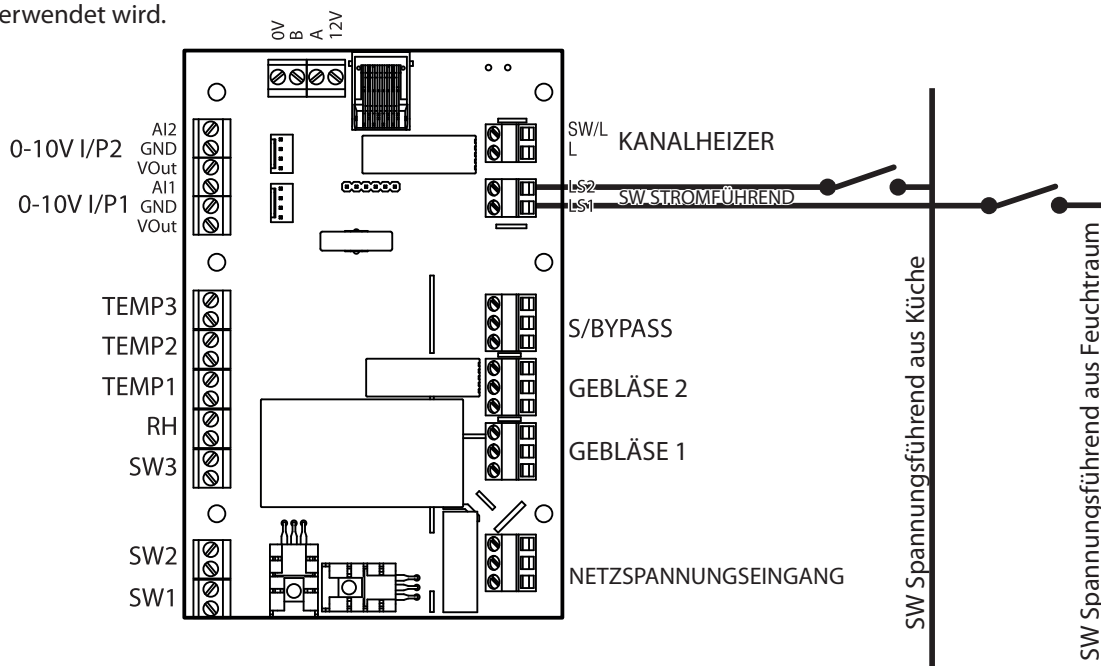 erwendet wird.
0V
B
A
12V
AI2
0-10V I/P2 GND
VOut
AI1
0-10V I/P1 GND
VOut
TEMP3
TEMP2
TEMP1
RH
SW3
SW2
SW1
SW/L
L
KANALHEIZER
LS2
SW STROMFÜHREND
LS1
S/BYPASS
GEBLÄSE 2
GEBLÄSE 1
NETZSPANNUNGSEINGANG
SW Spannungsführend aus Küche
SW Spannungsführend aus Feuchtraum